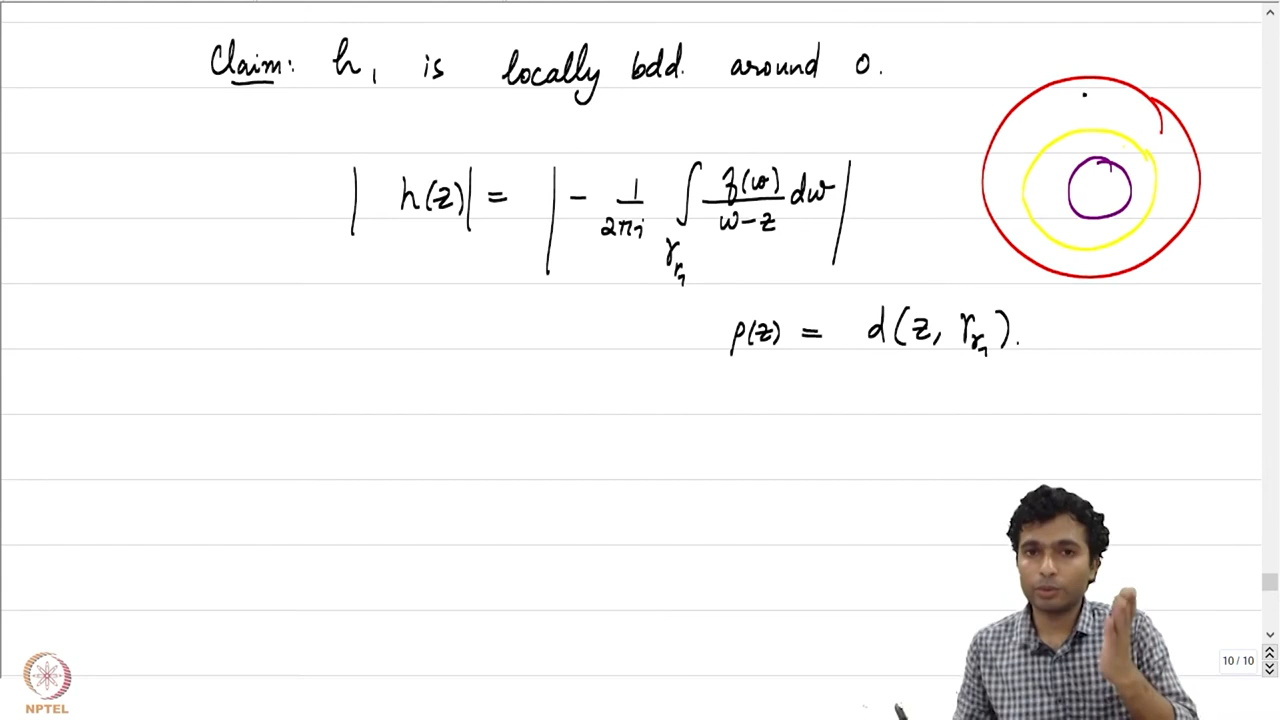 Claim: h₁ is locally bdd. around 0.
| h(z)| = | - 1/2πi ∫_{γ_{r₁}} f(w)/w-z dw |
ρ(z) = d(z, γ_{r₁}).
10 / 10
NPTEL